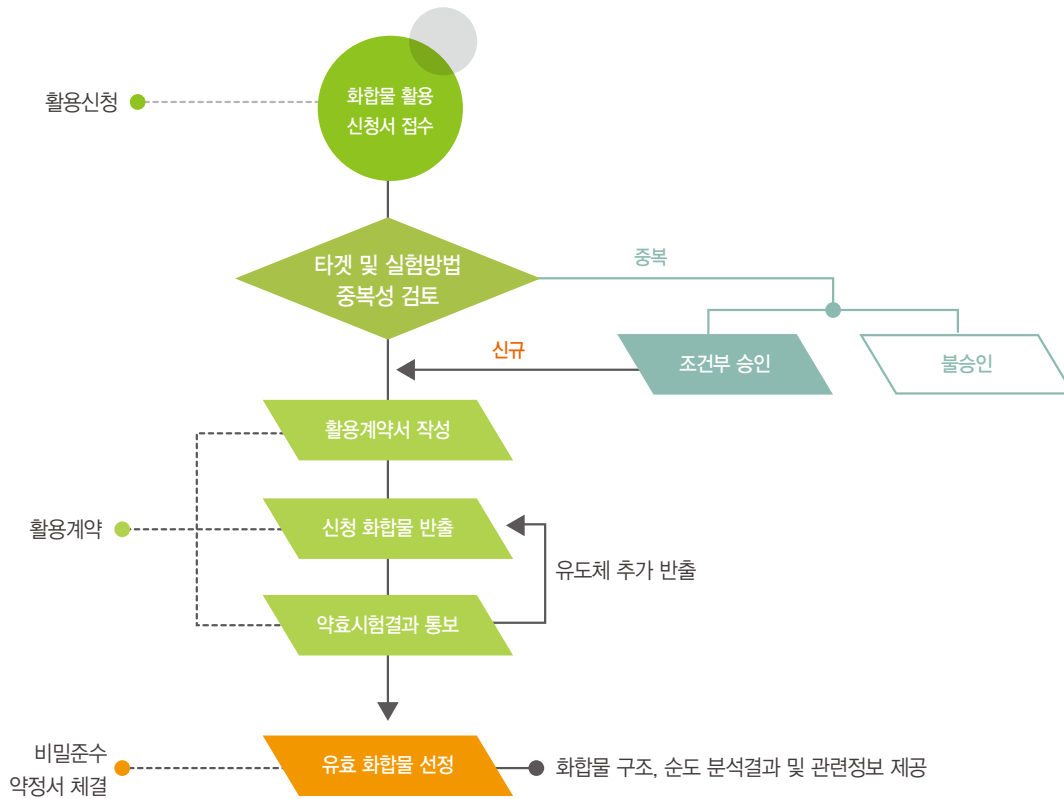 활용신청
화합물 활용
신청서 접수
타겟 및 실험방법
중복성 검토
중복
신규
조건부 승인
불승인
활용계약서 작성
활용계약
신청 화합물 반출
유도체 추가 반출
약효시험결과 통보
비밀준수
약정서 체결
유효 화합물 선정
화합물 구조, 순도 분석결과 및 관련정보 제공